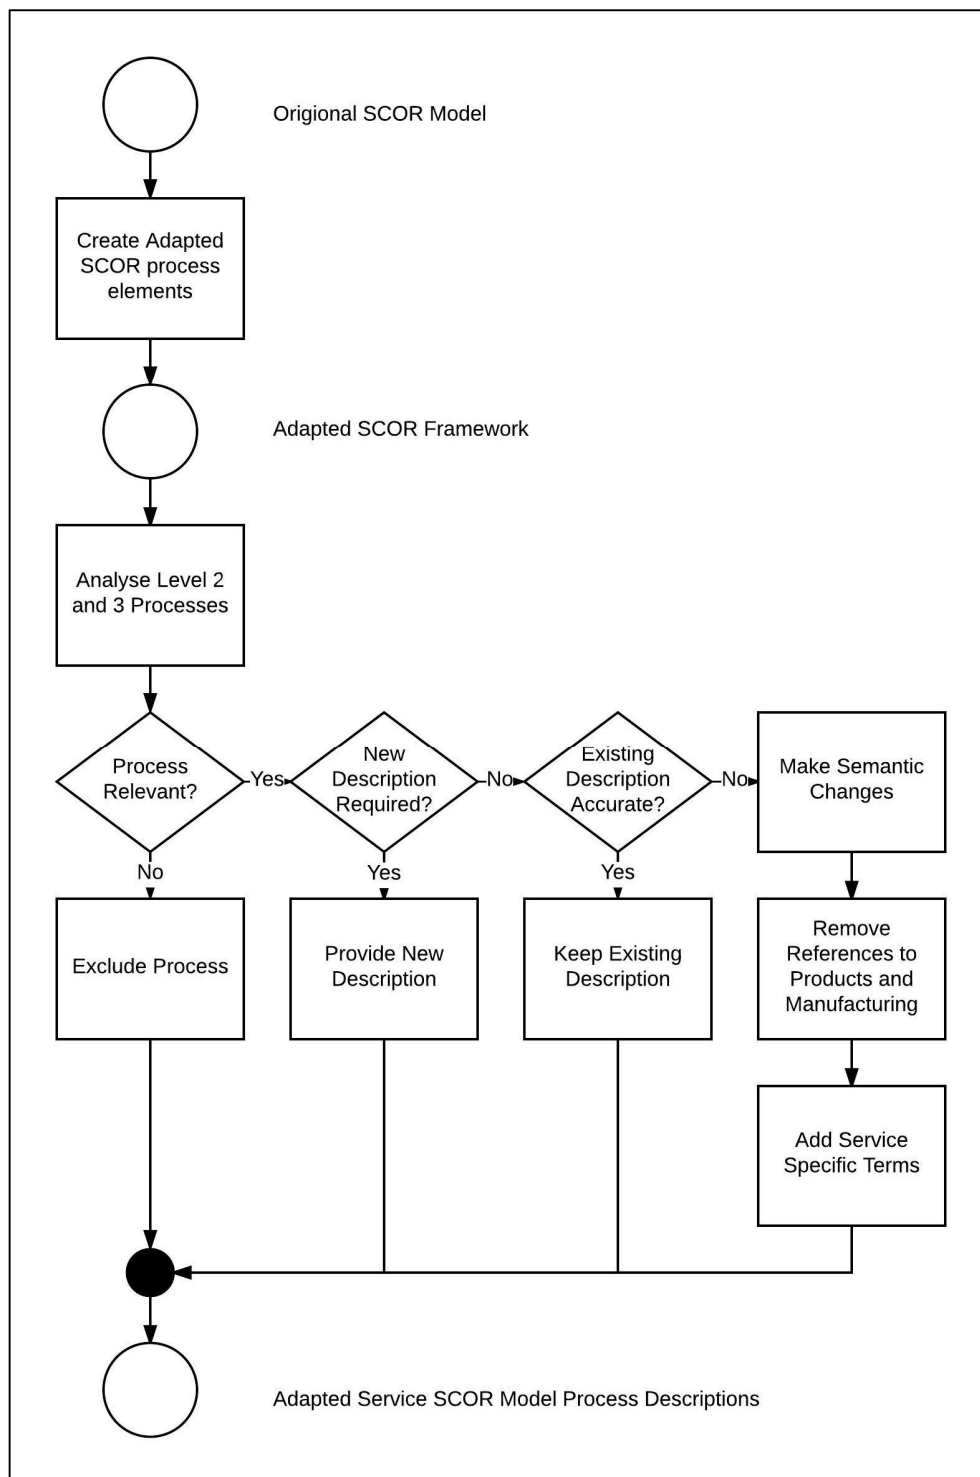 Origional SCOR Model
Create Adapted
SCOR process
elements
Adapted SCOR Framework
Analyse Level 2
and 3 Processes
Process
Relevant?
Yes
New
Description
Required?
No
Existing
Description
Accurate?
No
Make Semantic
Changes
No
Yes
Yes
Exclude Process
Provide New
Description
Keep Existing
Description
Remove
References to
Products and
Manufacturing
Add Service
Specific Terms
Adapted Service SCOR Model Process Descriptions